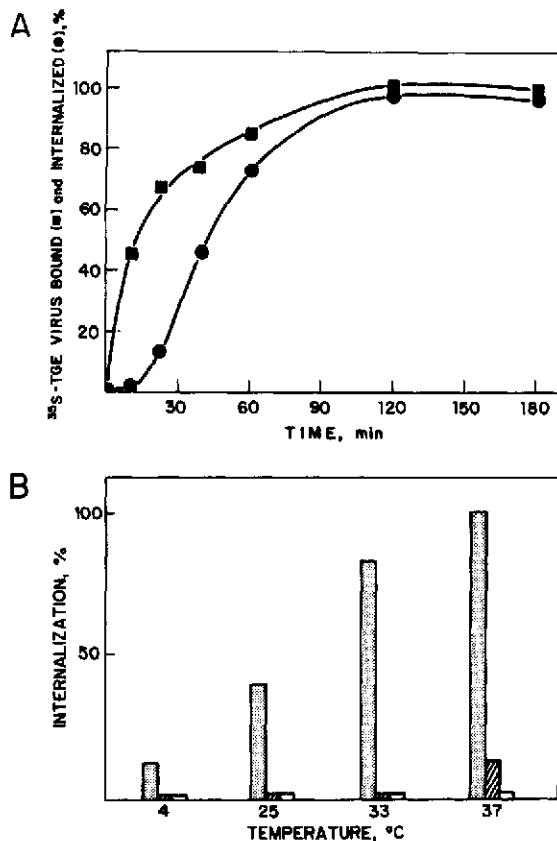 A
³⁵S-TGE VIRUS BOUND (■) and INTERNALIZED (●), %
100
80
60
40
20
30
60
90
120
150
180
TIME, min
B
INTERNALIZATION, %
100
50
4
25
33
37
TEMPERATURE, °C